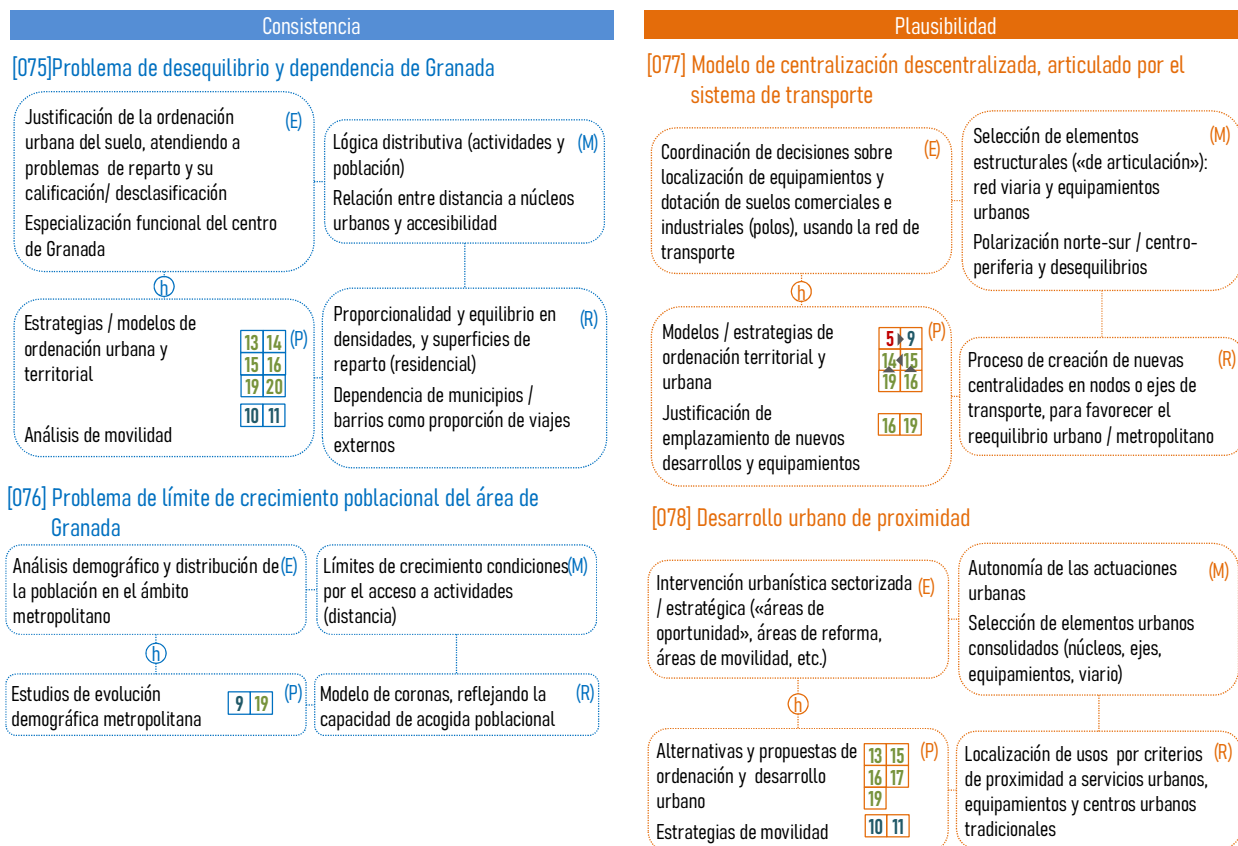 Consistencia
[075]Problema de desequilibrio y dependencia de Granada
Justificación de la ordenación
urbana del suelo, atendiendo a
problemas de reparto y su
calificación/ desclasificación
Especialización funcional del centro
de Granada
(E)
Lógica distributiva (actividades y
población)
Relación entre distancia a núcleos
urbanos y accesibilidad
(M)
h
Estrategias / modelos de
ordenación urbana y
territorial
Análisis de movilidad
13 14
15 16
19 20
10 11
(P)
Proporcionalidad y equilibrio en
densidades, y superficies de
reparto (residencial)
Dependencia de municipios /
barrios como proporción de viajes
externos
(R)
[076] Problema de límite de crecimiento poblacional del área de
Granada
Análisis demográfico y distribución de
la población en el ámbito
metropolitano
(E)
Límites de crecimiento condiciones
por el acceso a actividades
(distancia)
(M)
h
Estudios de evolución
demográfica metropolitana
9 19
(P)
Modelo de coronas, reflejando la
capacidad de acogida poblacional
(R)
Plausibilidad
[077] Modelo de centralización descentralizada, articulado por el
sistema de transporte
Coordinación de decisiones sobre
localización de equipamientos y
dotación de suelos comerciales e
industriales (polos), usando la red de
transporte
(E)
Selección de elementos
estructurales («de articulación»):
red viaria y equipamientos
urbanos
Polarización norte-sur / centro-
periferia y desequilibrios
(M)
h
Modelos / estrategias de
ordenación territorial y
urbana
Justificación de
emplazamiento de nuevos
desarrollos y equipamientos
5 9
14 15
19 16
16 19
(P)
Proceso de creación de nuevas
centralidades en nodos o ejes de
transporte, para favorecer el
reequilibrio urbano / metropolitano
(R)
[078] Desarrollo urbano de proximidad
Intervención urbanística sectorizada
/ estratégica («áreas de
oportunidad», áreas de reforma,
áreas de movilidad, etc.)
(E)
Autonomía de las actuaciones
urbanas
Selección de elementos urbanos
consolidados (núcleos, ejes,
equipamientos, viario)
(M)
h
Alternativas y propuestas de
ordenación y desarrollo
urbano
Estrategias de movilidad
13 15
16 17
19
10 11
(P)
Localización de usos por criterios
de proximidad a servicios urbanos,
equipamientos y centros urbanos
tradicionales
(R)